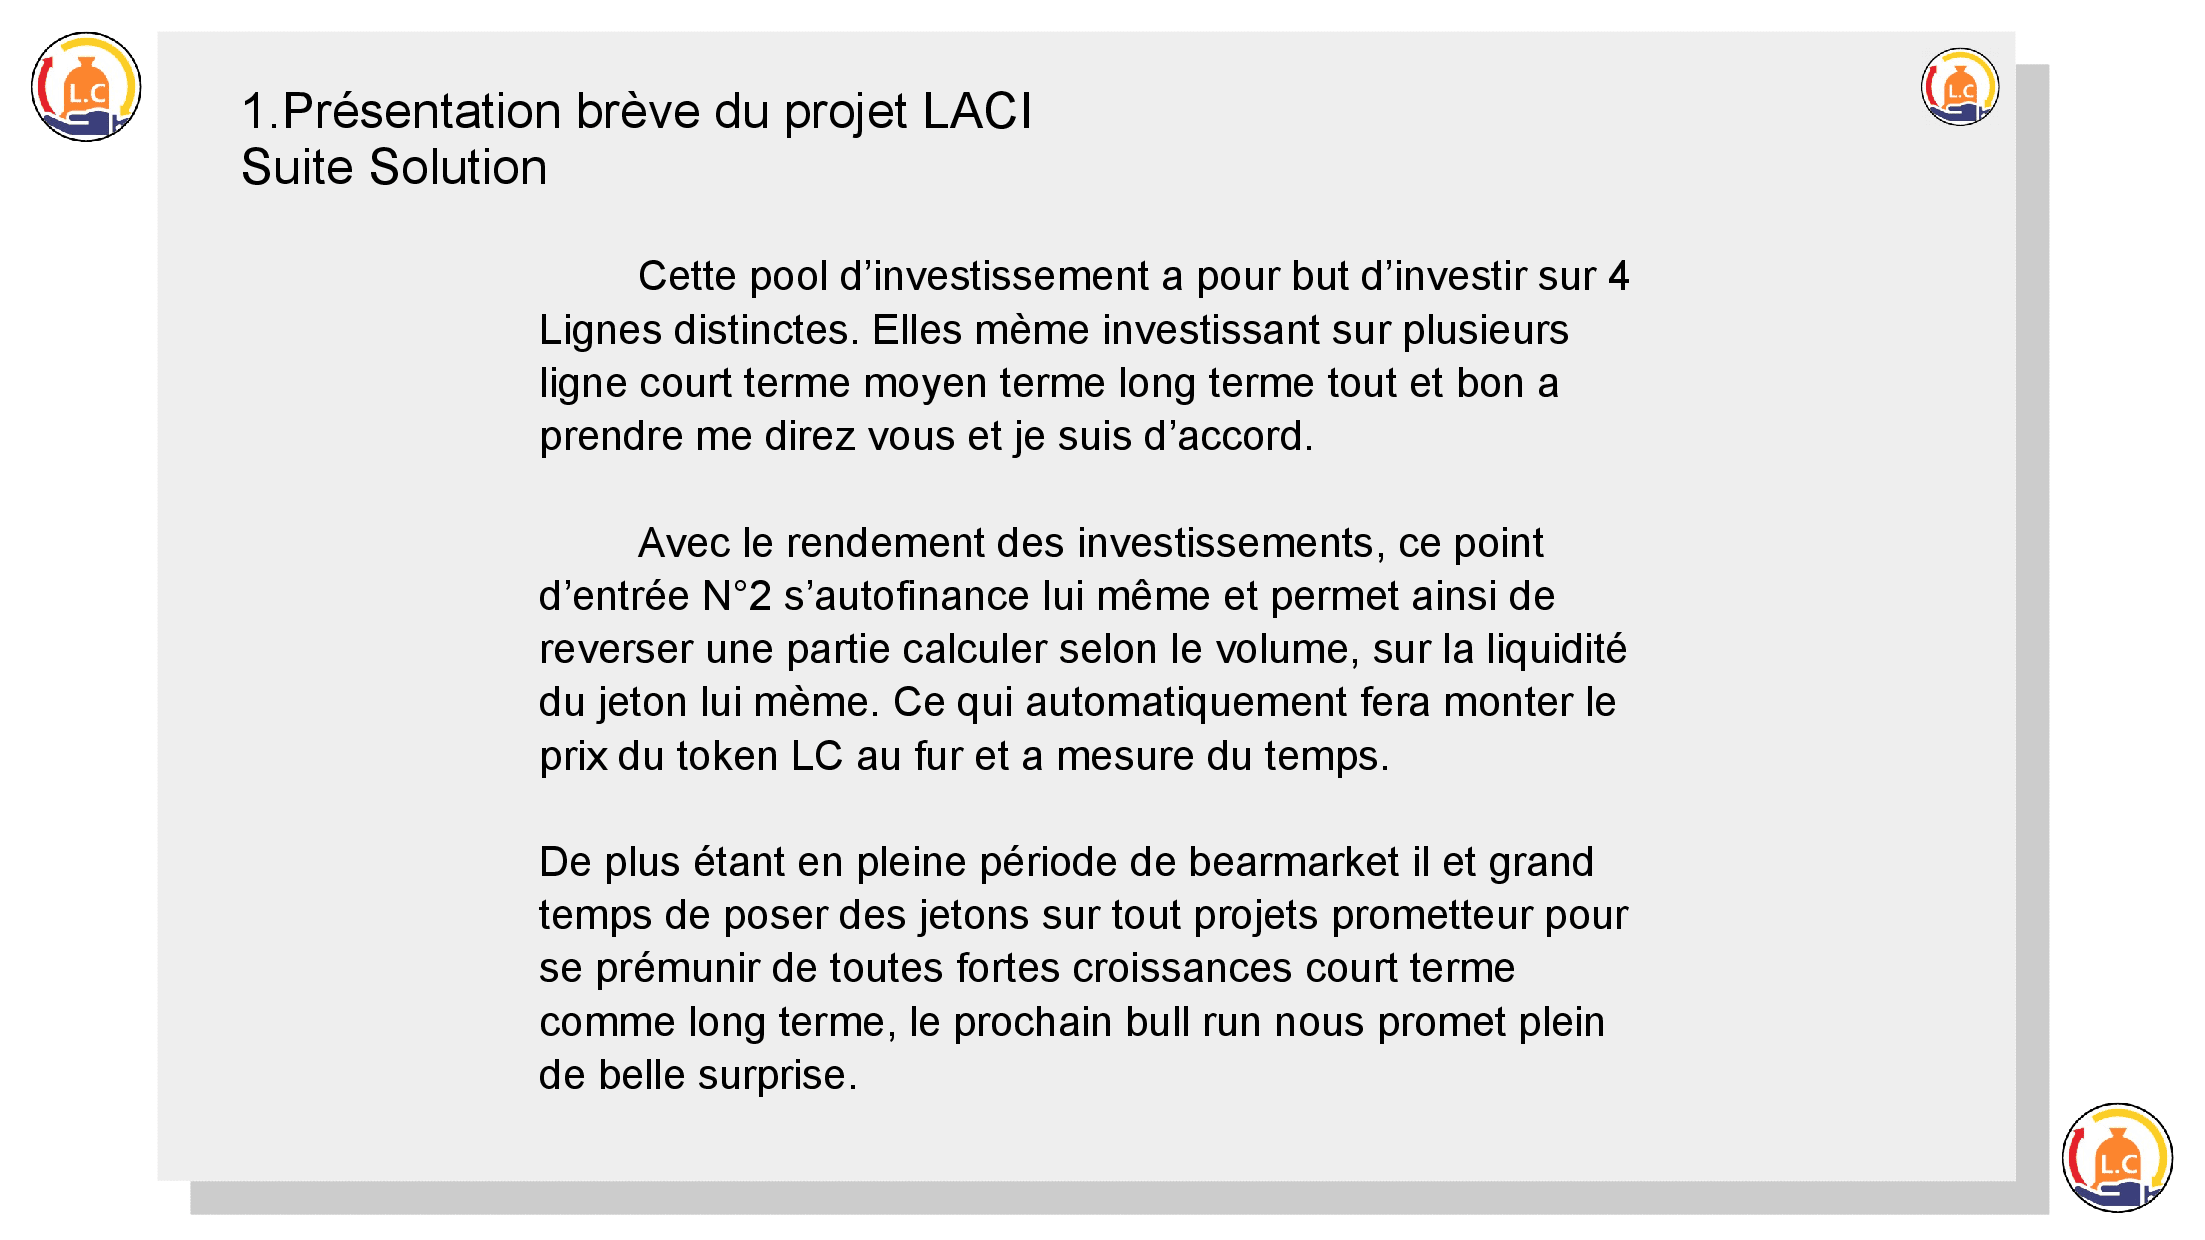 L.C
L.C
1.Présentation brève du projet LACI
Suite Solution
Cette pool d’investissement a pour but d’investir sur 4
Lignes distinctes. Elles mème investissant sur plusieurs
ligne court terme moyen terme long terme tout et bon a
prendre me direz vous et je suis d’accord.
Avec le rendement des investissements, ce point
d’entrée N°2 s’autofinance lui même et permet ainsi de
reverser une partie calculer selon le volume, sur la liquidité
du jeton lui mème. Ce qui automatiquement fera monter le
prix du token LC au fur et a mesure du temps.
De plus étant en pleine période de bearmarket il et grand
temps de poser des jetons sur tout projets prometteur pour
se prémunir de toutes fortes croissances court terme
comme long terme, le prochain bull run nous promet plein
de belle surprise.
L.C